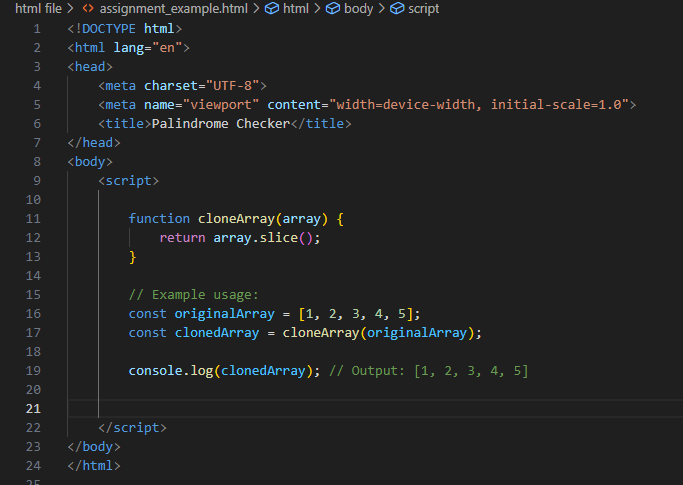 html file > assignment_example.html > html > body > script
1 <!DOCTYPE html>
2 <html lang="en">
3 <head>
4     <meta charset="UTF-8">
5     <meta name="viewport" content="width=device-width, initial-scale=1.0">
6     <title>Palindrome Checker</title>
7 </head>
8 <body>
9     <script>
10
11         function cloneArray(array) {
12             return array.slice();
13         }
14
15         // Example usage:
16         const originalArray = [1, 2, 3, 4, 5];
17         const clonedArray = cloneArray(originalArray);
18
19         console.log(clonedArray); // Output: [1, 2, 3, 4, 5]
20
21
22     </script>
23 </body>
24 </html>
25